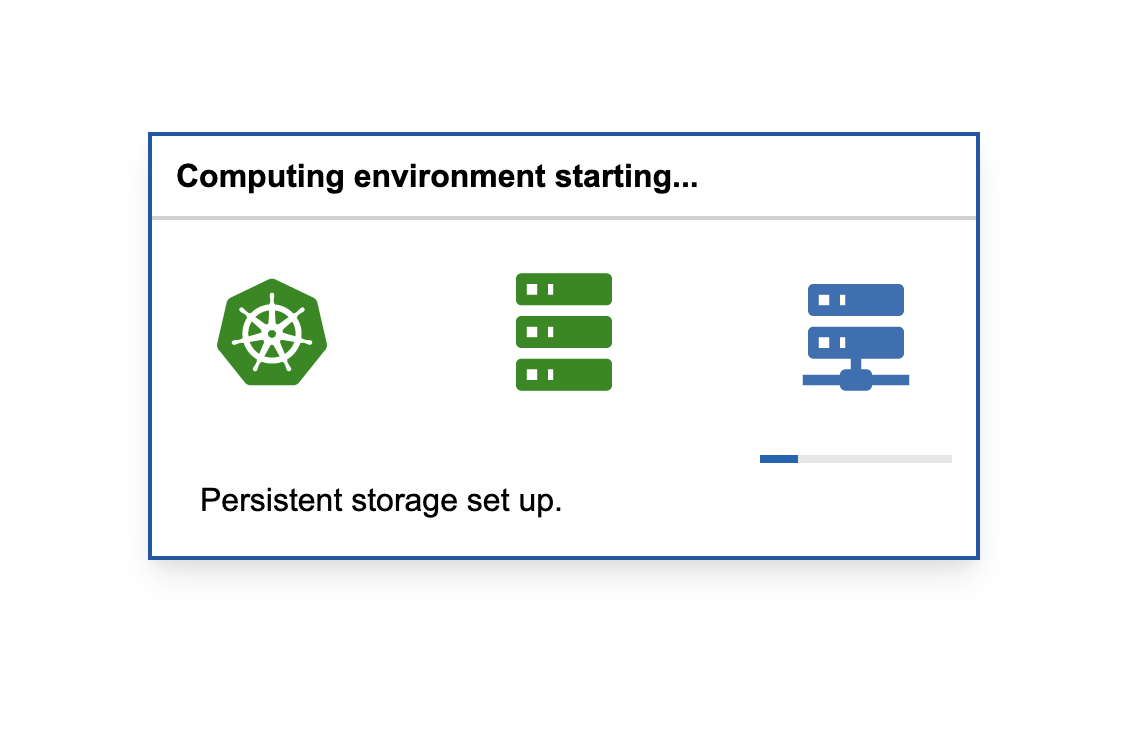 Computing environment starting...
Persistent storage set up.